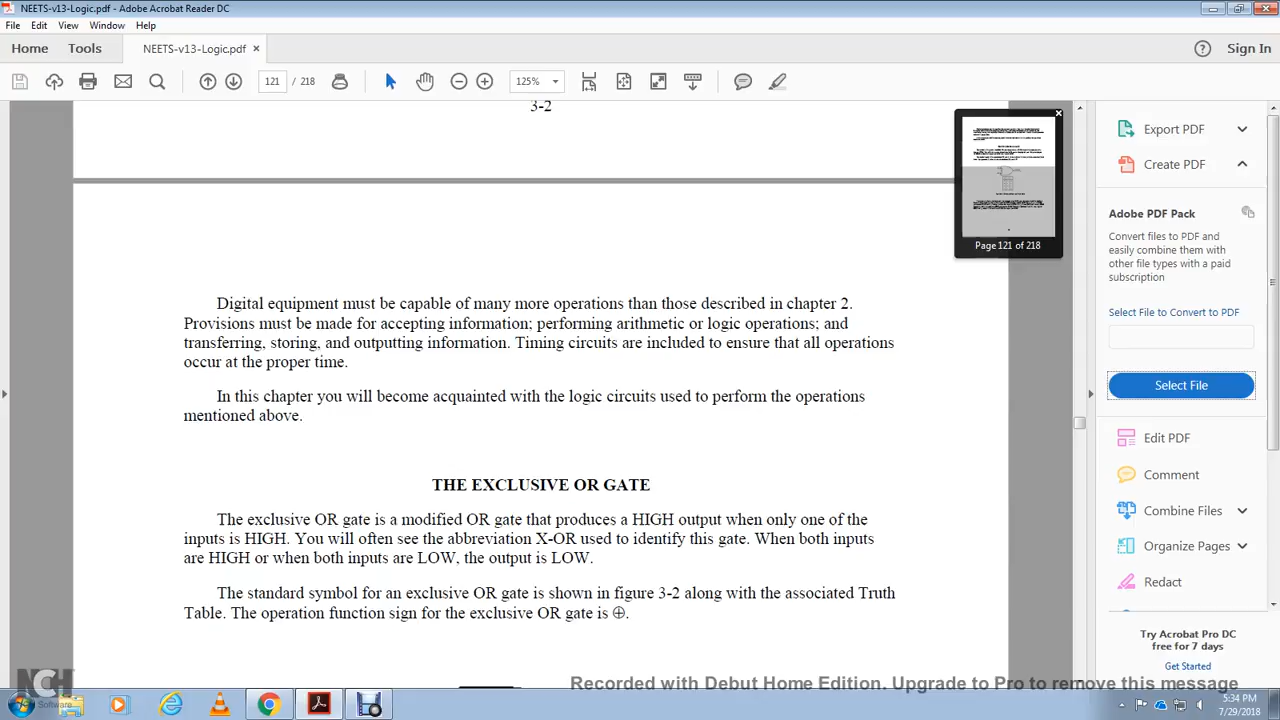 NEETS-v13-Logic.pdf - Adobe Acrobat Reader DC
File Edit View Window Help
Home Tools NEETS-v13-Logic.pdf × Sign In
121 / 218 125%
3-2
Digital equipment must be capable of many more operations than those described in chapter 2.
Provisions must be made for accepting information; performing arithmetic or logic operations; and
transferring, storing, and outputting information. Timing circuits are included to ensure that all operations
occur at the proper time.
In this chapter you will become acquainted with the logic circuits used to perform the operations
mentioned above.
THE EXCLUSIVE OR GATE
The exclusive OR gate is a modified OR gate that produces a HIGH output when only one of the
inputs is HIGH. You will often see the abbreviation X-OR used to identify this gate. When both inputs
are HIGH or when both inputs are LOW, the output is LOW.
The standard symbol for an exclusive OR gate is shown in figure 3-2 along with the associated Truth
Table. The operation function sign for the exclusive OR gate is ⊕.
Page 121 of 218
Export PDF
Create PDF
Adobe PDF Pack
Convert files to PDF and
easily combine them with
other file types with a paid
subscription
Select File to Convert to PDF
Select File
Edit PDF
Comment
Combine Files
Organize Pages
Redact
Try Acrobat Pro DC
free for 7 days
Get Started
NCH
Software
Recorded with Debut Home Edition. Upgrade to Pro to remove this message
5:34 PM
7/29/2018